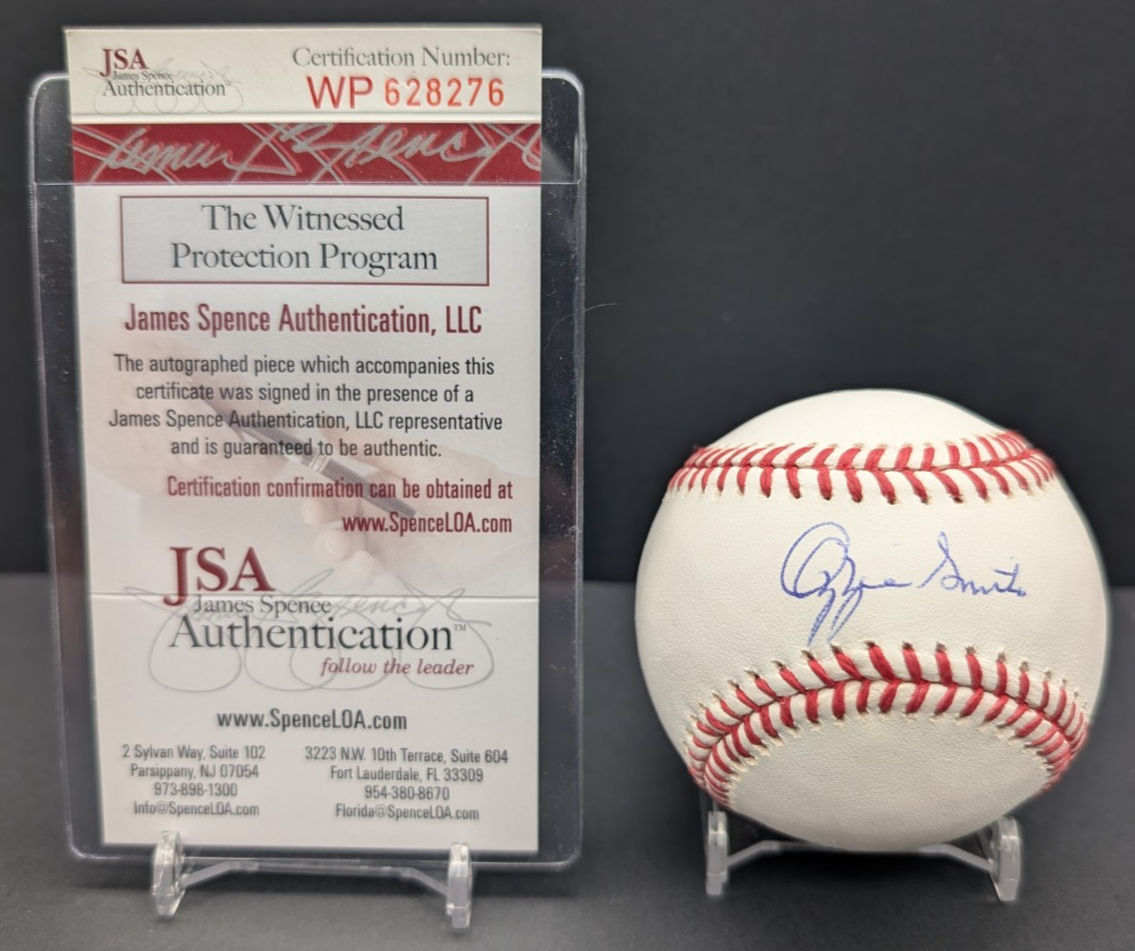 JSA
James Spence
Authentication
Certification Number:
WP 628276
James Spence
The Witnessed
Protection Program
James Spence Authentication, LLC
The autographed piece which accompanies this
certificate was signed in the presence of a
James Spence Authentication, LLC representative
and is guaranteed to be authentic.
Certification confirmation can be obtained at
www.SpenceLOA.com
JSA
James Spence
Authentication™
follow the leader
www.SpenceLOA.com
2 Sylvan Way, Suite 102
Parsippany, NJ 07054
973-898-1300
Info@SpenceLOA.com
3223 N.W. 10th Terrace, Suite 604
Fort Lauderdale, FL 33309
954-380-8670
Florida@SpenceLOA.com
Ozzie Smith